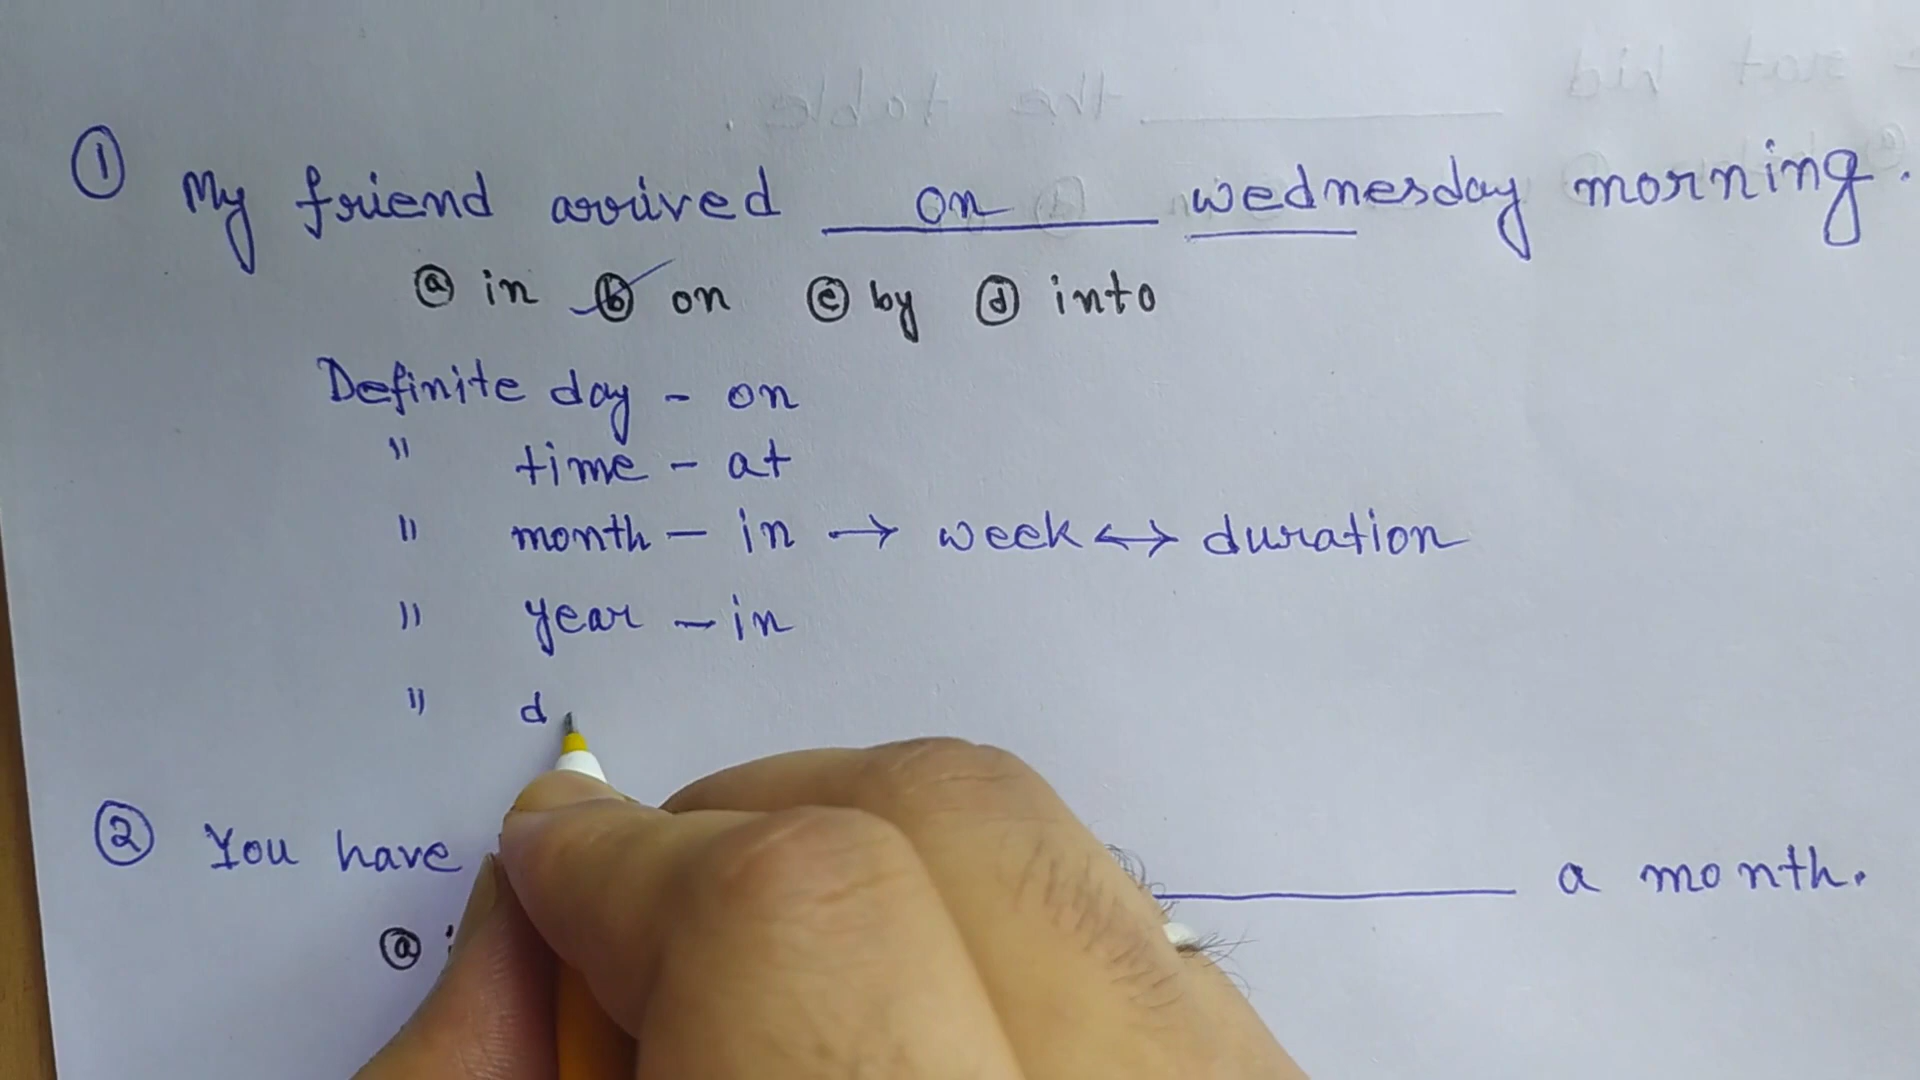 ① My friend arrived on wednesday morning.
ⓐ in ⓑ on ⓒ by ⓓ into
Definite day - on
" time - at
" month - in → week ↔ duration
" year - in
" d
② You have a month.
ⓐ